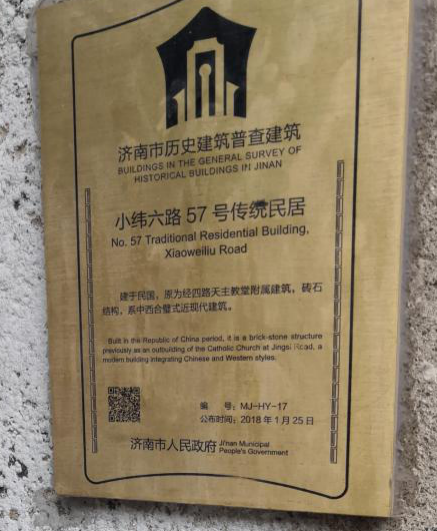 济南市历史建筑普查建筑
BUILDINGS IN THE GENERAL SURVEY OF
HISTORICAL BUILDINGS IN JINAN
小纬六路 57 号传统民居
No. 57 Traditional Residential Building,
Xiaoweiliu Road
建于民国，原为经四路天主教堂附属建筑，砖石
结构，系中西合璧式近现代建筑。
Built in the Republic of China period, it is a brick-stone structure
previously as an outbuilding of the Catholic Church at Jingsi Road, a
modern building integrating Chinese and Western styles.
编 号：MJ-HY-17
公布时间：2018 年 1 月 25 日
济南市人民政府 Ji'nan Municipal
People's Government